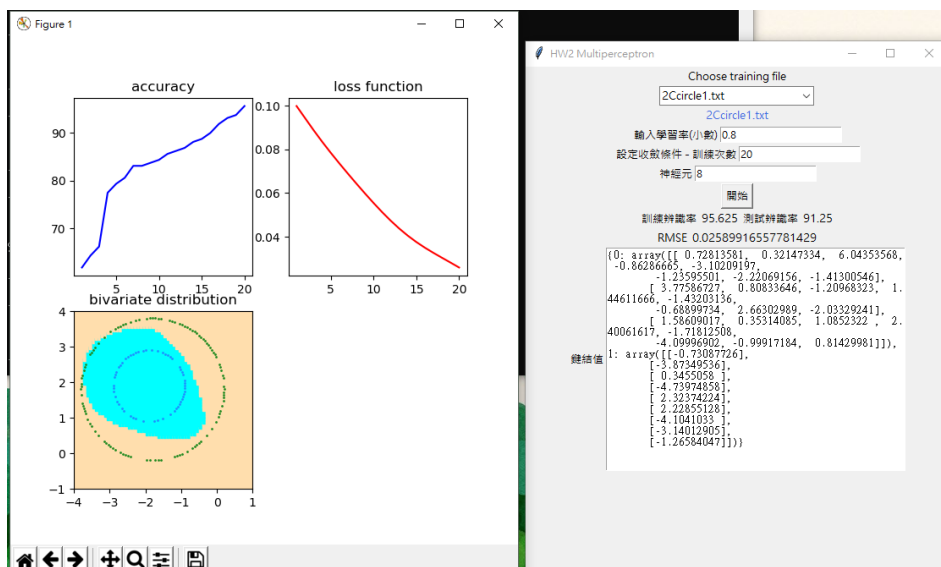 Figure 1
accuracy
90
80
70
5
10
15
20
loss function
0.10
0.08
0.06
0.04
5
10
15
20
bivariate distribution
4
3
2
1
0
−1
−4
−3
−2
−1
0
1
HW2 Multiperceptron
Choose training file
2Ccircle1.txt
2Ccircle1.txt
輸入學習率(小數) 0.8
設定收斂條件 - 訓練次數 20
神經元 8
開始
訓練辨識率 95.625 測試辨識率 91.25
RMSE 0.02589916557781429
鍵結值
{0: array([[ 0.72813581, 0.32147334, 6.04353568,
-0.86286665, -3.10209197,
-1.23595501, -2.22069156, -1.41300546],
[ 3.77586727, 0.80833646, -1.20968323, 1.
44611666, -1.43203136,
-0.68899734, 2.66302989, -2.03329241],
[ 1.58609017, 0.35314085, 1.0852322 , 2.
40061617, -1.71812508,
-4.09996902, -0.99917184, 0.81429981]]),
1: array([[-0.73087726],
[-3.87349536],
[ 0.3455058 ],
[-4.73974858],
[ 2.32374224],
[ 2.22855128],
[-4.1041033 ],
[-3.14012905],
[-1.26584047]])}